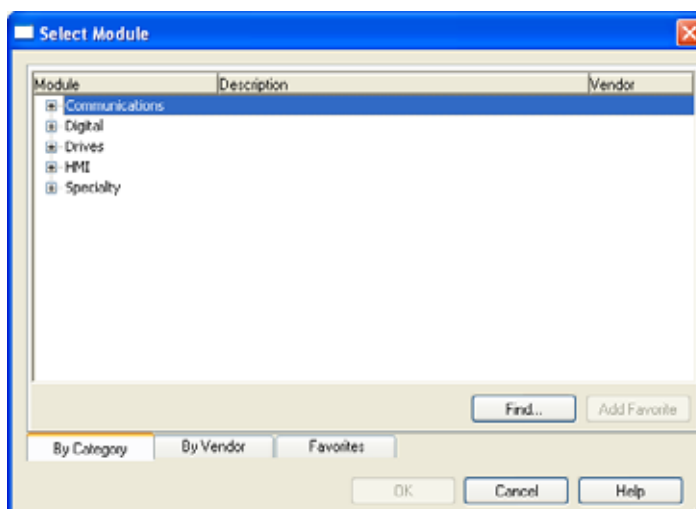 Select Module
Module Description Vendor
Communications
Digital
Drives
HMI
Specialty
Find... Add Favorite
By Category By Vendor Favorites
OK Cancel Help